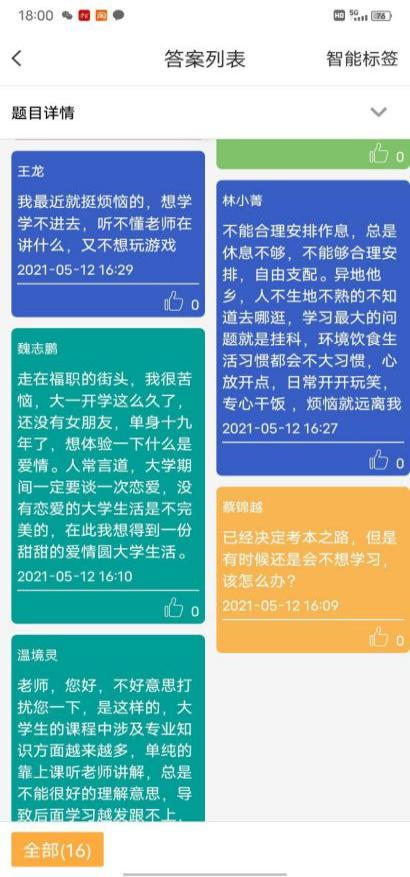 18:00
HD 5G 76
答案列表
智能标签
题目详情
王龙
我最近就挺烦恼的，想学
学不进去，听不懂老师在
讲什么，又不想玩游戏
2021-05-12 16:29
0
魏志鹏
走在福职的街头，我很苦
恼，大一开学这么久了，
还没有女朋友，单身十九
年了，想体验一下什么是
爱情。人常言道，大学期
间一定要谈一次恋爱，没
有恋爱的大学生活是不完
美的，在此我想得到一份
甜甜的爱情圆大学生活。
2021-05-12 16:10
0
温境灵
老师，您好，不好意思打
扰您一下，是这样的，大
学生的课程中涉及专业知
识方面越来越多，单纯的
靠上课听老师讲解，总是
不能很好的理解意思，导
致后面学习越发跟不上，
0
林小菁
不能合理安排作息，总是
休息不够，不能够合理安
排，自由支配。异地他
乡，人不生地不熟的不知
道去哪逛，学习最大的问
题就是挂科，环境饮食生
活习惯都会不大习惯，心
放开点，日常开开玩笑，
专心干饭 ，烦恼就远离我
2021-05-12 16:27
0
蔡锦越
已经决定考本之路，但是
有时候还是会不想学习，
该怎么办？
2021-05-12 16:09
0
全部(16)